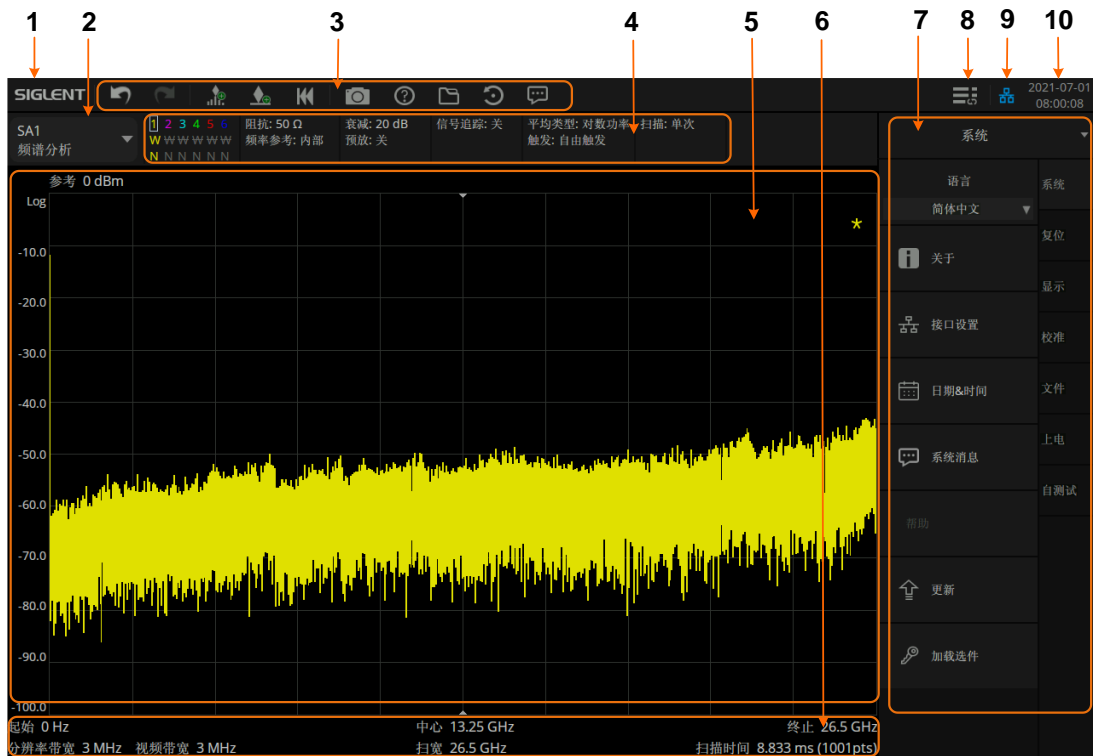 1 2 3 4 5 6 7 8 9 10
SIGLENT
2021-07-01
08:00:08
SA1
频谱分析
1 2 3 4 5 6
W W W W W W
N N N N N N
阻抗: 50 Ω
频率参考: 内部
衰减: 20 dB
预放: 关
信号追踪: 关
平均类型: 对数功率
触发: 自由触发
扫描: 单次
参考 0 dBm
Log
-10.0
-20.0
-30.0
-40.0
-50.0
-60.0
-70.0
-80.0
-90.0
-100.0
起始 0 Hz
中心 13.25 GHz
终止 26.5 GHz
分辨率带宽 3 MHz 视频带宽 3 MHz
扫宽 26.5 GHz
扫描时间 8.833 ms (1001pts)
系统
语言
简体中文
关于
接口设置
日期&时间
系统消息
帮助
更新
加载选件
系统
复位
显示
校准
文件
上电
自测试